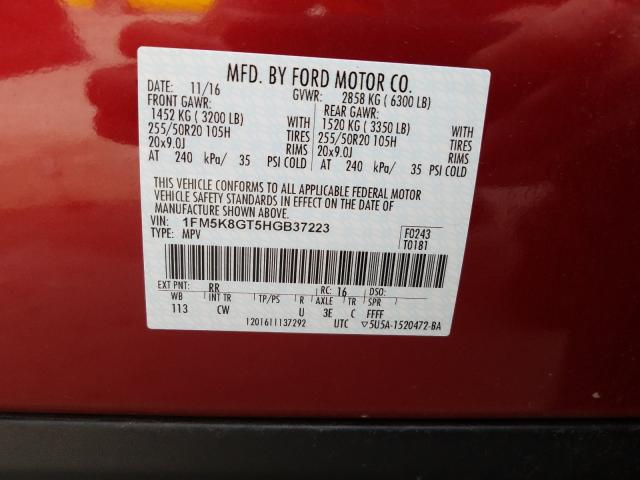 MFD. BY FORD MOTOR CO.
DATE: 11/16 GVWR: 2858 KG ( 6300 LB)
FRONT GAWR: REAR GAWR:
1452 KG ( 3200 LB) WITH 1520 KG ( 3350 LB) WITH
255/50R20 105H TIRES 255/50R20 105H TIRES
20x9.0J RIMS 20x9.0J RIMS
AT 240 kPa/ 35 PSI COLD AT 240 kPa/ 35 PSI COLD
THIS VEHICLE CONFORMS TO ALL APPLICABLE FEDERAL MOTOR
VEHICLE SAFETY STANDARDS IN EFFECT ON THE DATE OF
MANUFACTURE SHOWN ABOVE.
VIN: 1FM5K8GT5HGB37223 F0243
TYPE: MPV T0181
EXT PNT: RR RC: 16 DSO:
WB INT TR TP/PS R AXLE TR SPR
113 CW U 3E C FFFF
1201611137292 UTC ▽5U5A-1520472-BA